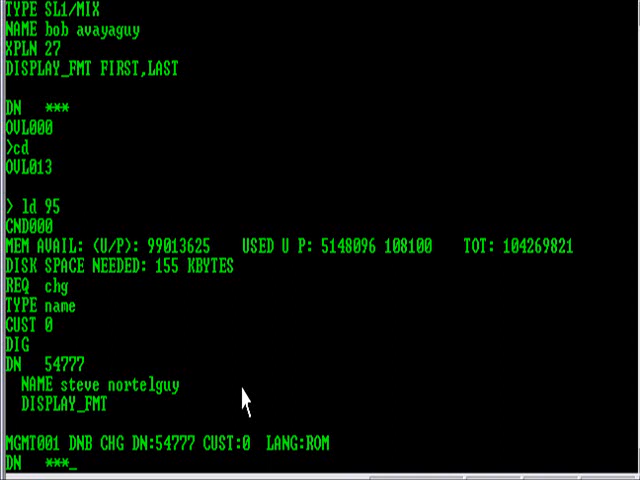 TYPE SL1/MIX
NAME bob avayaguy
XPLN 27
DISPLAY_FMT FIRST,LAST
DN ***
OVL000
>cd
OVL013
> ld 95
CND000
MEM AVAIL: (U/P): 99013625 USED U P: 5148096 108100 TOT: 104269821
DISK SPACE NEEDED: 155 KBYTES
REQ chg
TYPE name
CUST 0
DIG
DN 54777
NAME steve nortelguy
DISPLAY_FMT
MGMT001 DNB CHG DN:54777 CUST:0 LANG:ROM
DN ***_